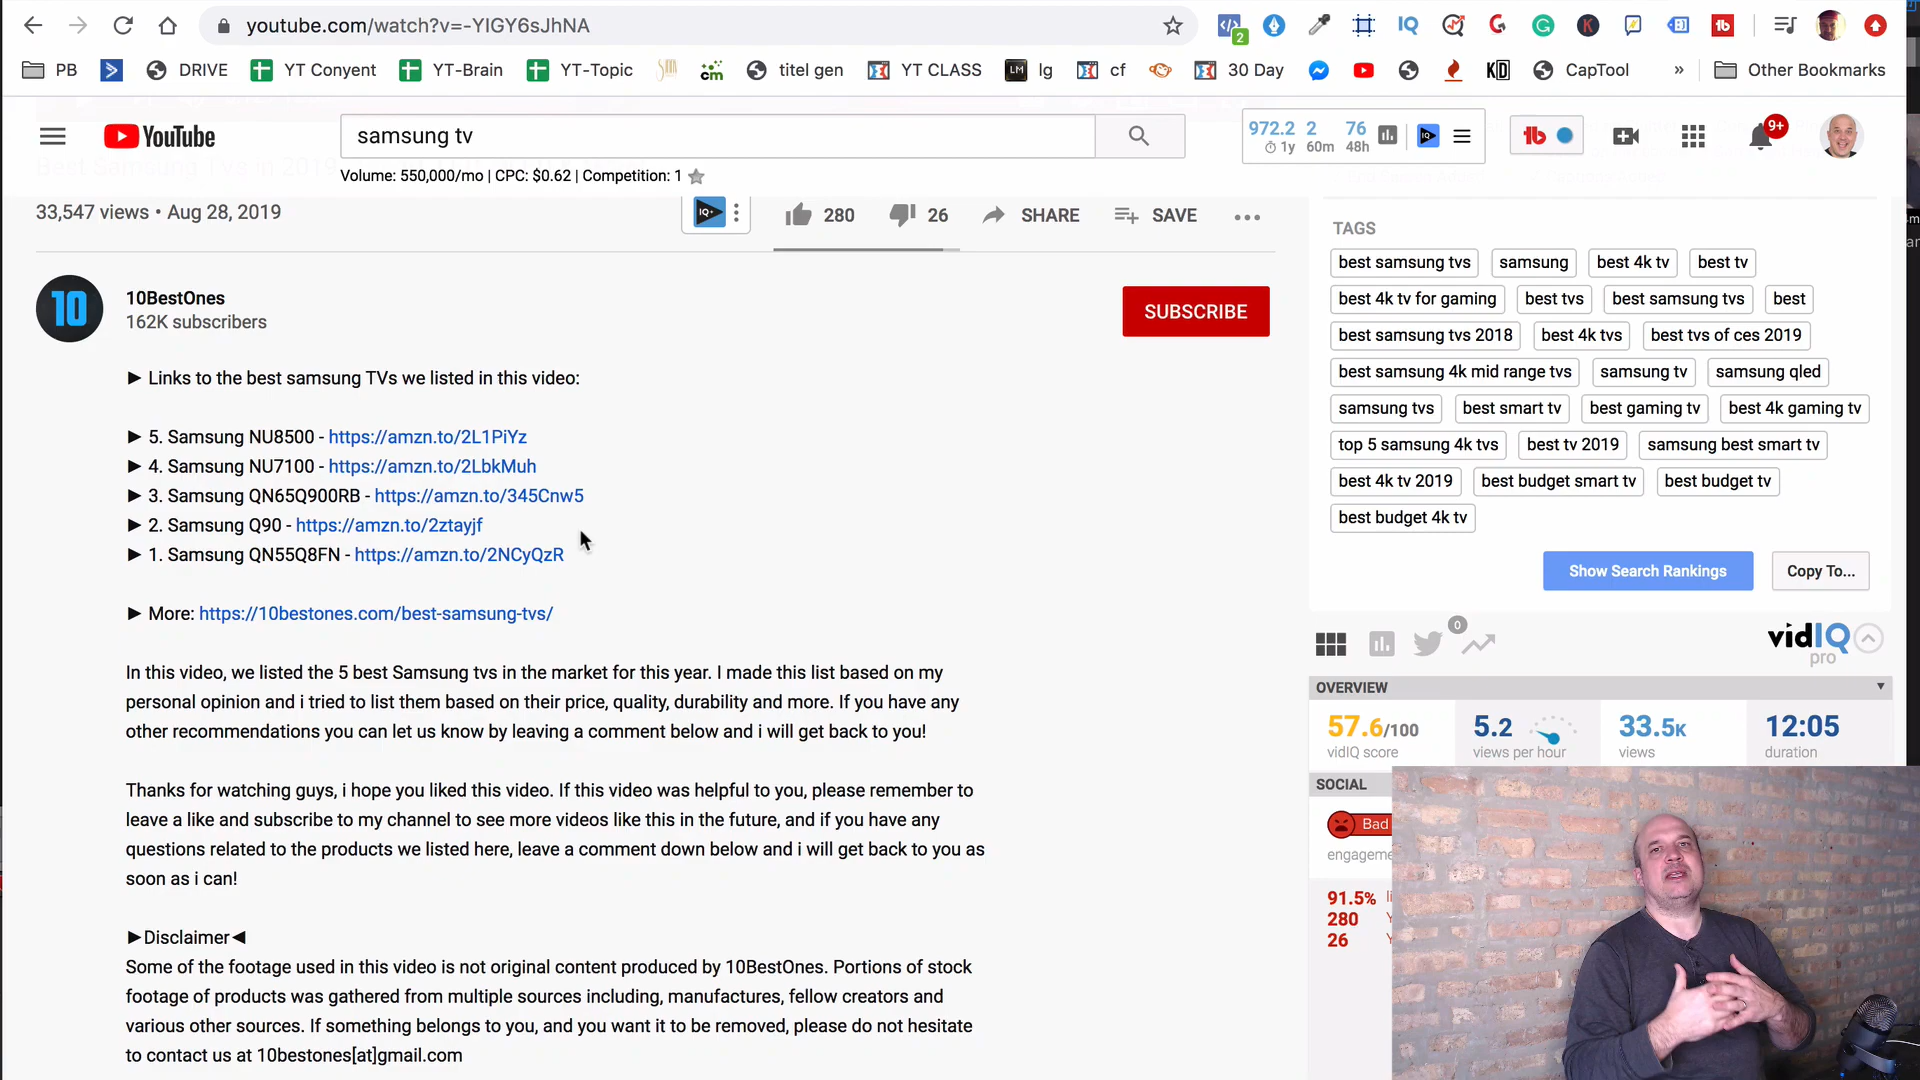 youtube.com/watch?v=-YIGY6sJhNA
2
PB
DRIVE
YT Conyent
YT-Brain
YT-Topic
cm
titel gen
YT CLASS
LM
lg
cf
30 Day
KD
CapTool
»
Other Bookmarks
YouTube
samsung tv
972.2 2 76
1y 60m 48h
9+
Volume: 550,000/mo | CPC: $0.62 | Competition: 1
33,547 views • Aug 28, 2019
IQ+
280
26
SHARE
SAVE
10
10BestOnes
162K subscribers
SUBSCRIBE
► Links to the best samsung TVs we listed in this video:
► 5. Samsung NU8500 - https://amzn.to/2L1PiYz
► 4. Samsung NU7100 - https://amzn.to/2LbkMuh
► 3. Samsung QN65Q900RB - https://amzn.to/345Cnw5
► 2. Samsung Q90 - https://amzn.to/2ztayjf
► 1. Samsung QN55Q8FN - https://amzn.to/2NCyQzR
► More: https://10bestones.com/best-samsung-tvs/
In this video, we listed the 5 best Samsung tvs in the market for this year. I made this list based on my
personal opinion and i tried to list them based on their price, quality, durability and more. If you have any
other recommendations you can let us know by leaving a comment below and i will get back to you!
Thanks for watching guys, i hope you liked this video. If this video was helpful to you, please remember to
leave a like and subscribe to my channel to see more videos like this in the future, and if you have any
questions related to the products we listed here, leave a comment down below and i will get back to you as
soon as i can!
►Disclaimer◄
Some of the footage used in this video is not original content produced by 10BestOnes. Portions of stock
footage of products was gathered from multiple sources including, manufactures, fellow creators and
various other sources. If something belongs to you, and you want it to be removed, please do not hesitate
to contact us at 10bestones[at]gmail.com
TAGS
best samsung tvs
samsung
best 4k tv
best tv
best 4k tv for gaming
best tvs
best samsung tvs
best
best samsung tvs 2018
best 4k tvs
best tvs of ces 2019
best samsung 4k mid range tvs
samsung tv
samsung qled
samsung tvs
best smart tv
best gaming tv
best 4k gaming tv
top 5 samsung 4k tvs
best tv 2019
samsung best smart tv
best 4k tv 2019
best budget smart tv
best budget tv
best budget 4k tv
Show Search Rankings
Copy To...
0
vidIQ
pro
OVERVIEW
57.6/100
vidIQ score
5.2
views per hour
33.5K
views
12:05
duration
SOCIAL
Bad
engageme
91.5%
280
26